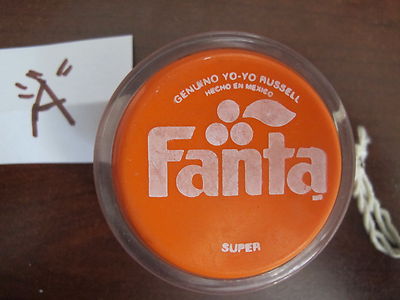 "A"
GENUINO YO-YO RUSSELL
HECHO EN MEXICO
Fanta
SUPER